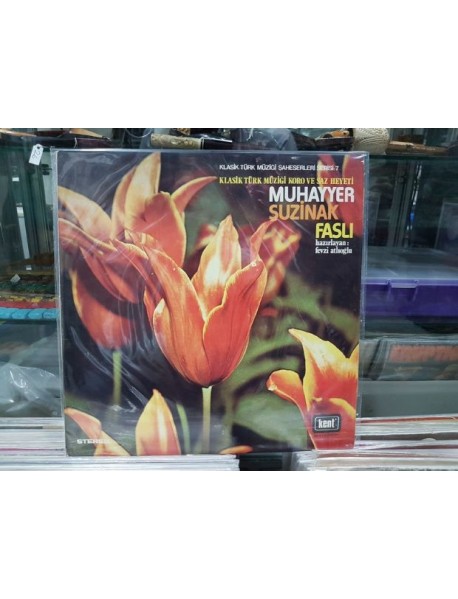 KLASİK TÜRK MÜZİĞİ ŞAHESERLERİ SERİSİ 7
KLASİK TÜRK MÜZİĞİ KORO VE SAZ HEYETİ
MUHAYYER
SUZİNAK
FASLI
hazırlayan:
fevzi atlıoğlu
kent
STEREO